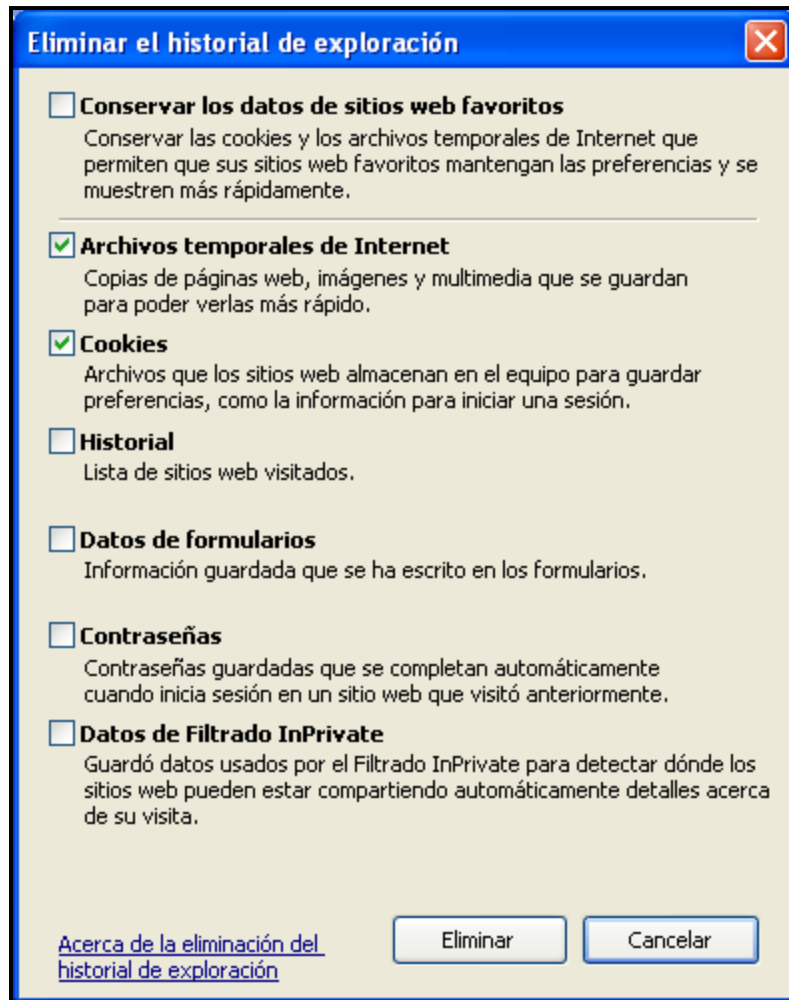 Eliminar el historial de exploración
Conservar los datos de sitios web favoritos
Conservar las cookies y los archivos temporales de Internet que
permiten que sus sitios web favoritos mantengan las preferencias y se
muestren más rápidamente.
Archivos temporales de Internet
Copias de páginas web, imágenes y multimedia que se guardan
para poder verlas más rápido.
Cookies
Archivos que los sitios web almacenan en el equipo para guardar
preferencias, como la información para iniciar una sesión.
Historial
Lista de sitios web visitados.
Datos de formularios
Información guardada que se ha escrito en los formularios.
Contraseñas
Contraseñas guardadas que se completan automáticamente
cuando inicia sesión en un sitio web que visitó anteriormente.
Datos de Filtrado InPrivate
Guardó datos usados por el Filtrado InPrivate para detectar dónde los
sitios web pueden estar compartiendo automáticamente detalles acerca
de su visita.
Acerca de la eliminación del
historial de exploración
Eliminar
Cancelar